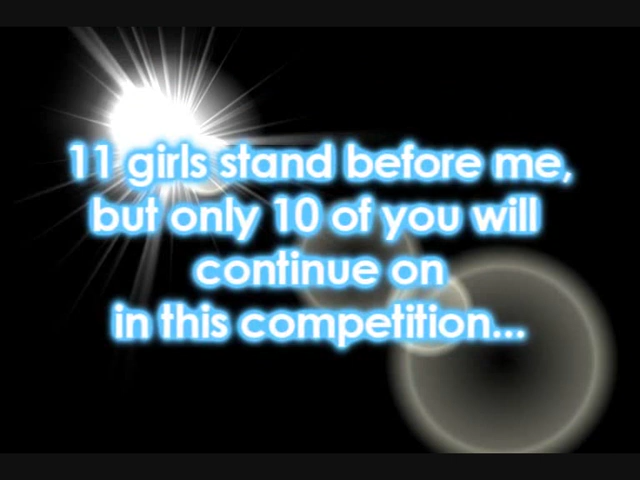 11 girls stand before me,
but only 10 of you will
continue on
in this competition...